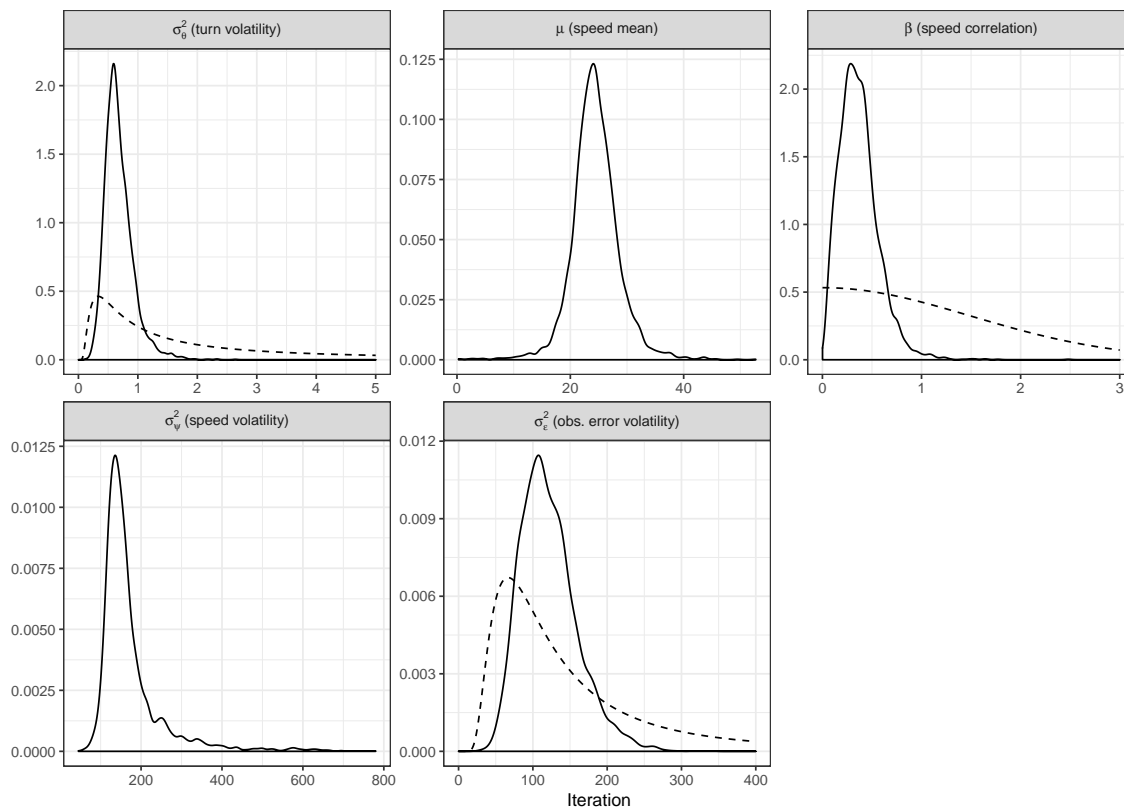 σ²θ (turn volatility)
μ (speed mean)
β (speed correlation)
2.0
1.5
1.0
0.5
0.0
0 1 2 3 4 5
0.125
0.100
0.075
0.050
0.025
0.000
0 20 40
2.0
1.5
1.0
0.5
0.0
0 1 2 3
σ²ψ (speed volatility)
σ²ε (obs. error volatility)
0.0125
0.0100
0.0075
0.0050
0.0025
0.0000
200 400 600 800
0.012
0.009
0.006
0.003
0.000
0 100 200 300 400
Iteration